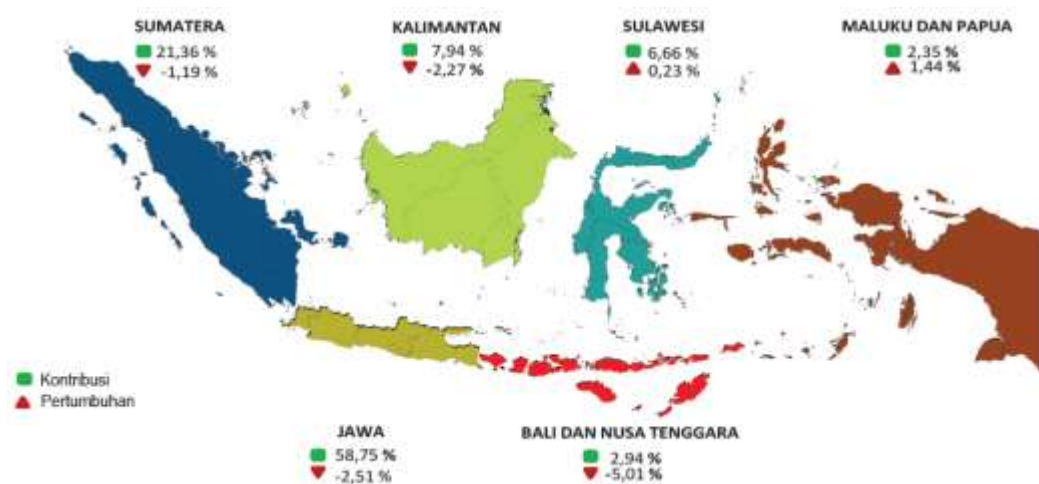 SUMATERA
21,36 %
-1,19 %
KALIMANTAN
7,94 %
-2,27 %
SULAWESI
6,66 %
0,23 %
MALUKU DAN PAPUA
2,35%
1,44 %
Kontribusi
Pertumbuhan
JAWA
58,75 %
-2,51 %
BALI DAN NUSA TENGGARA
2,94 %
-5,01 %